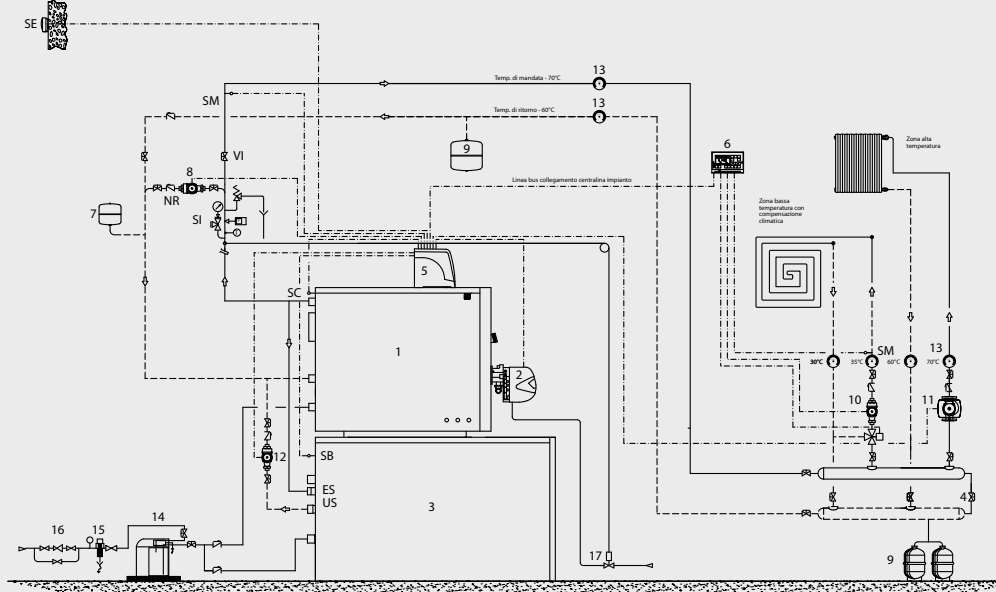 SE
13
Temp. di mandata - 70°C
SM
13
Temp. di ritorno - 60°C
6
VI
9
Zona alta
temperatura
8
Linea bus collegamento centralina impianto
NR
Zona bassa
temperatura con
compensazione
climatica
7
SI
5
SC
1
SM
13
30°C
35°C
60°C
70°C
2
10
11
12
SB
ES
US
3
4
14
16
15
17
9